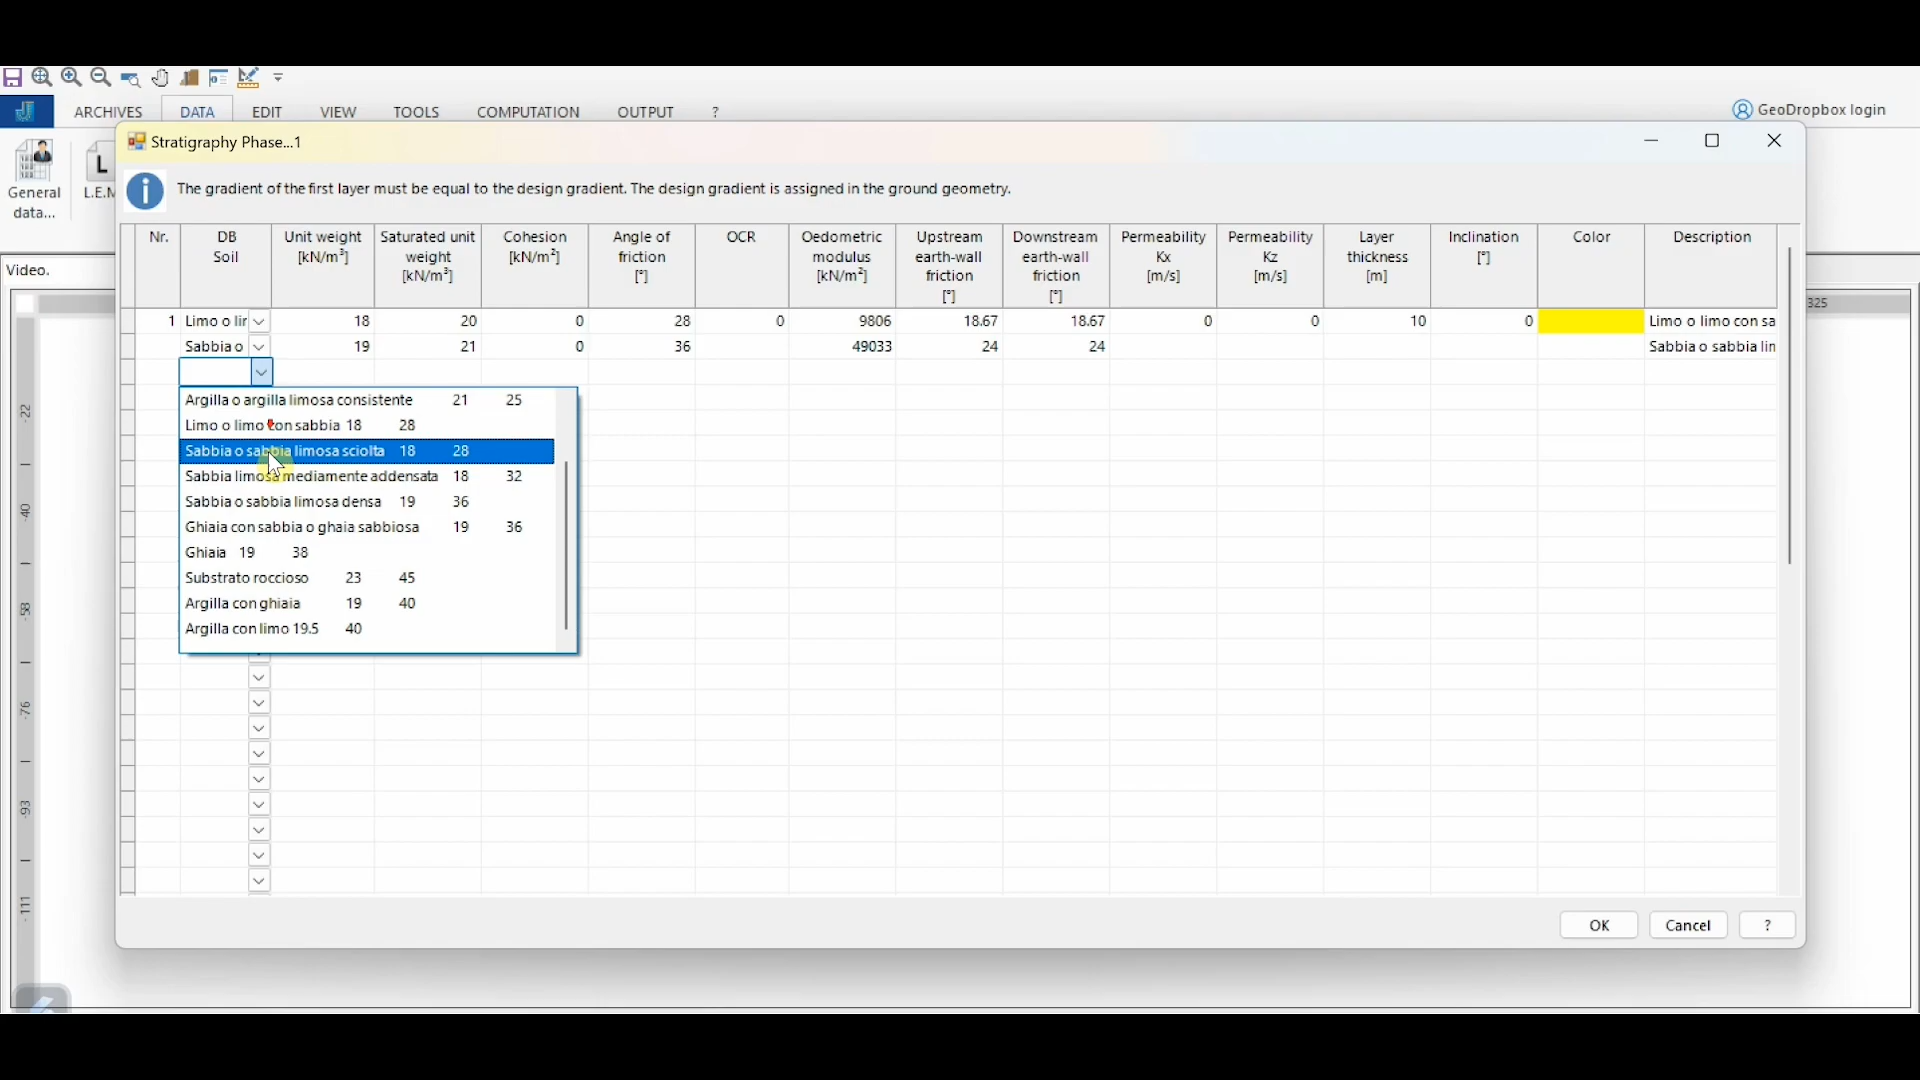 ARCHIVES DATA EDIT VIEW TOOLS COMPUTATION OUTPUT ? GeoDropbox login
General data...
L.E.M
Video.
Stratigraphy Phase...1
The gradient of the first layer must be equal to the design gradient. The design gradient is assigned in the ground geometry.
Nr. DB Soil Unit weight [kN/m³] Saturated unit weight [kN/m³] Cohesion [kN/m²] Angle of friction [°] OCR Oedometric modulus [kN/m²] Upstream earth-wall friction [°] Downstream earth-wall friction [°] Permeability Kx [m/s] Permeability Kz [m/s] Layer thickness [m] Inclination [°] Color Description
1 Limo o lir 18 20 0 28 0 9806 18.67 18.67 0 0 10 0 Limo o limo con sa
Sabbia o 19 21 0 36 49033 24 24 Sabbia o sabbia lin
Argilla o argilla limosa consistente 21 25
Limo o limo con sabbia 18 28
Sabbia o sabbia limosa sciolta 18 28
Sabbia limosa mediamente addensata 18 32
Sabbia o sabbia limosa densa 19 36
Ghiaia con sabbia o ghaia sabbiosa 19 36
Ghiaia 19 38
Substrato roccioso 23 45
Argilla con ghiaia 19 40
Argilla con limo 19.5 40
325
-22
-40
-58
-76
-93
-111
OK Cancel ?